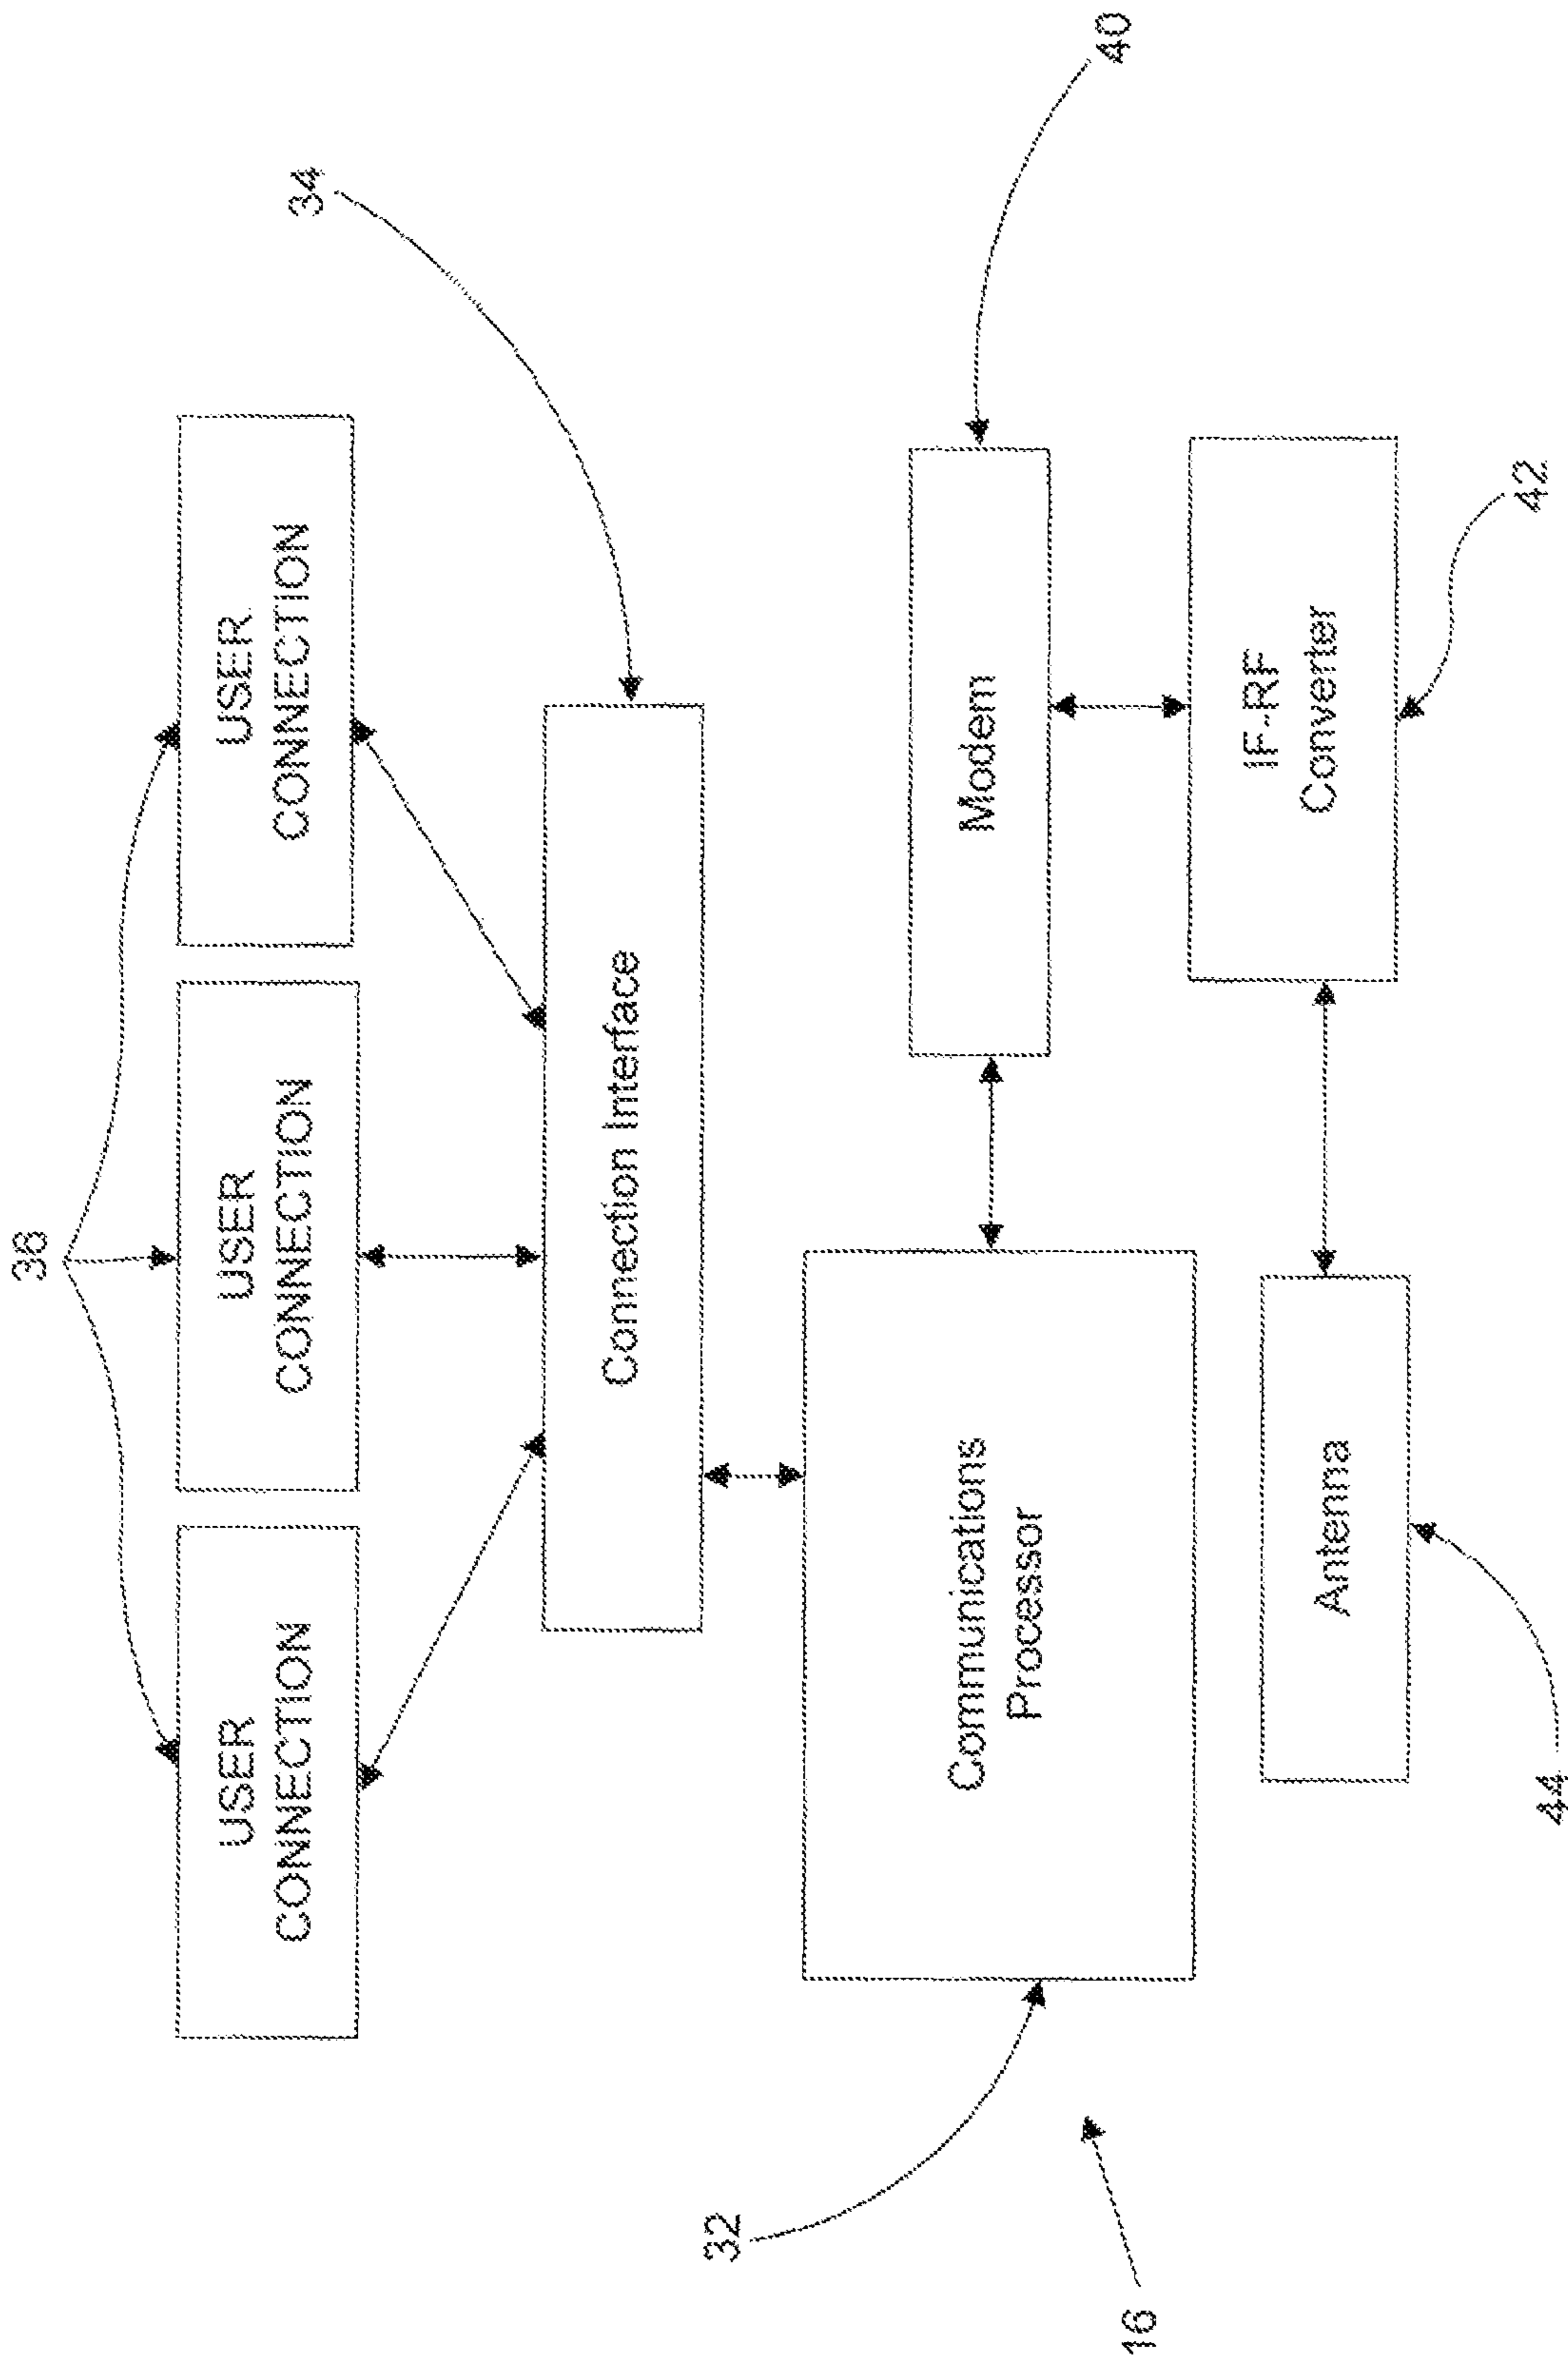 38
USER
CONNECTION
USER
CONNECTION
USER
CONNECTION
34
Connection Interface
32
Communications
Processor
Modem
40
16
IF-RF
Converter
Antenna
42
44